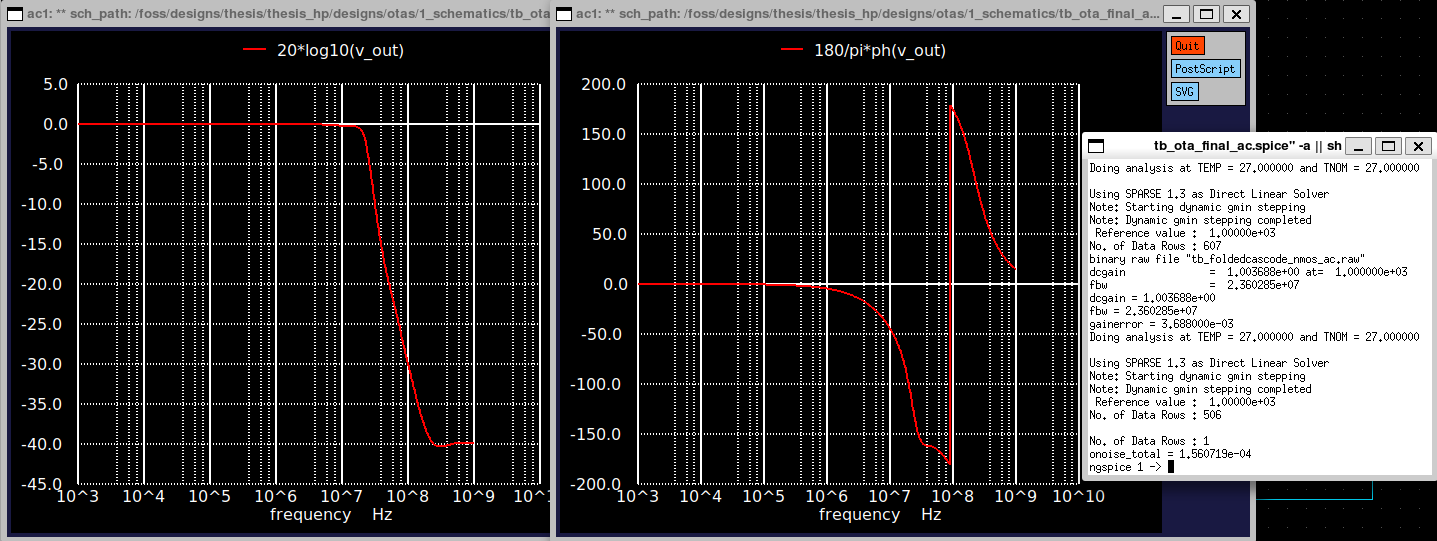 ac1: ** sch_path: /foss/designs/thesis/thesis_hp/designs/otas/1_schematics/tb_ota
20*log10(v_out)
5.0
0.0
-5.0
-10.0
-15.0
-20.0
-25.0
-30.0
-35.0
-40.0
-45.0
10^3 10^4 10^5 10^6 10^7 10^8 10^9 10^1
frequency Hz
ac1: ** sch_path: /foss/designs/thesis/thesis_hp/designs/otas/1_schematics/tb_ota_final_a...
180/pi*ph(v_out)
200.0
150.0
100.0
50.0
0.0
-50.0
-100.0
-150.0
-200.0
10^3 10^4 10^5 10^6 10^7 10^8 10^9 10^10
frequency Hz
Quit
PostScript
SVG
tb_ota_final_ac.spice" -a || sh
Doing analysis at TEMP = 27.000000 and TNOM = 27.000000
Using SPARSE 1.3 as Direct Linear Solver
Note: Starting dynamic gmin stepping
Note: Dynamic gmin stepping completed
Reference value : 1.00000e+03
No. of Data Rows : 607
binary raw file "tb_foldedcascode_nmos_ac.raw"
dcgain = 1.003688e+00 at= 1.000000e+03
fbw = 2.360285e+07
dcgain = 1.003688e+00
fbw = 2.360285e+07
gainerror = 3.688000e-03
Doing analysis at TEMP = 27.000000 and TNOM = 27.000000
Using SPARSE 1.3 as Direct Linear Solver
Note: Starting dynamic gmin stepping
Note: Dynamic gmin stepping completed
Reference value : 1.00000e+03
No. of Data Rows : 506
No. of Data Rows : 1
onoise_total = 1.560719e-04
ngspice 1 ->